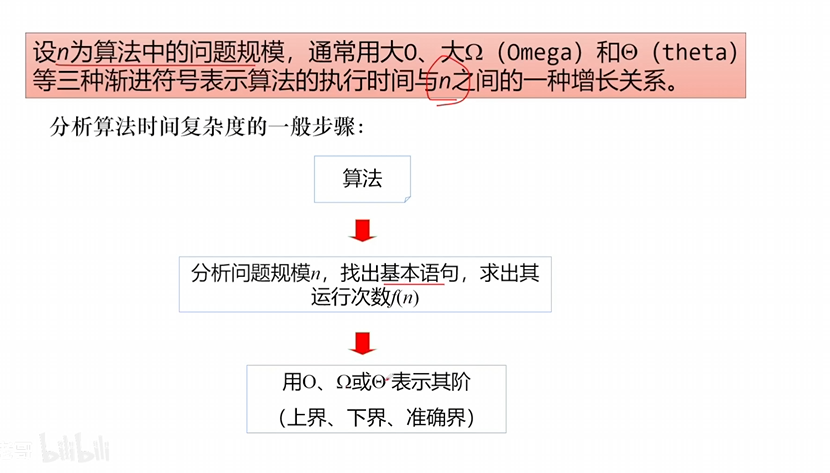 设n为算法中的问题规模，通常用大O、大Ω（Omega）和Θ（theta）
等三种渐进符号表示算法的执行时间与n之间的一种增长关系。
分析算法时间复杂度的一般步骤：
算法
分析问题规模n，找出基本语句，求出其
运行次数f(n)
用O、Ω或Θ表示其阶
（上界、下界、准确界）
bilibili